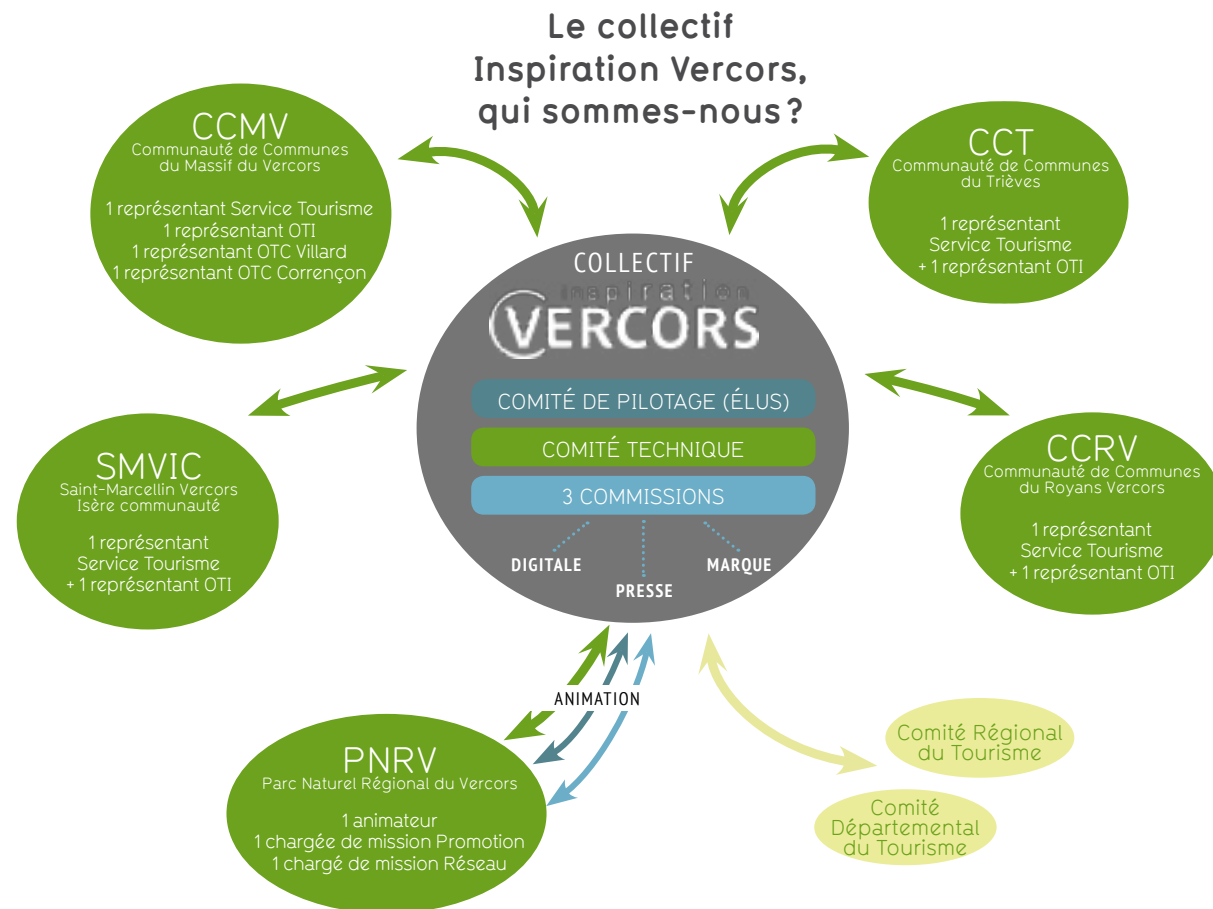 Le collectif
Inspiration Vercors,
qui sommes-nous ?
CCMV
Communauté de Communes
du Massif du Vercors
1 représentant Service Tourisme
1 représentant OTI
1 représentant OTC Villard
1 représentant OTC Corrençon
CCT
Communauté de Communes
du Trièves
1 représentant
Service Tourisme
+ 1 représentant OTI
COLLECTIF
inspiration
VERCORS
COMITÉ DE PILOTAGE (ÉLUS)
COMITÉ TECHNIQUE
3 COMMISSIONS
DIGITALE
PRESSE
MARQUE
SMVIC
Saint-Marcellin Vercors
Isère communauté
1 représentant
Service Tourisme
+ 1 représentant OTI
CCRV
Communauté de Communes
du Royans Vercors
1 représentant
Service Tourisme
+ 1 représentant OTI
ANIMATION
PNRV
Parc Naturel Régional du Vercors
1 animateur
1 chargée de mission Promotion
1 chargé de mission Réseau
Comité Régional
du Tourisme
Comité
Départemental
du Tourisme